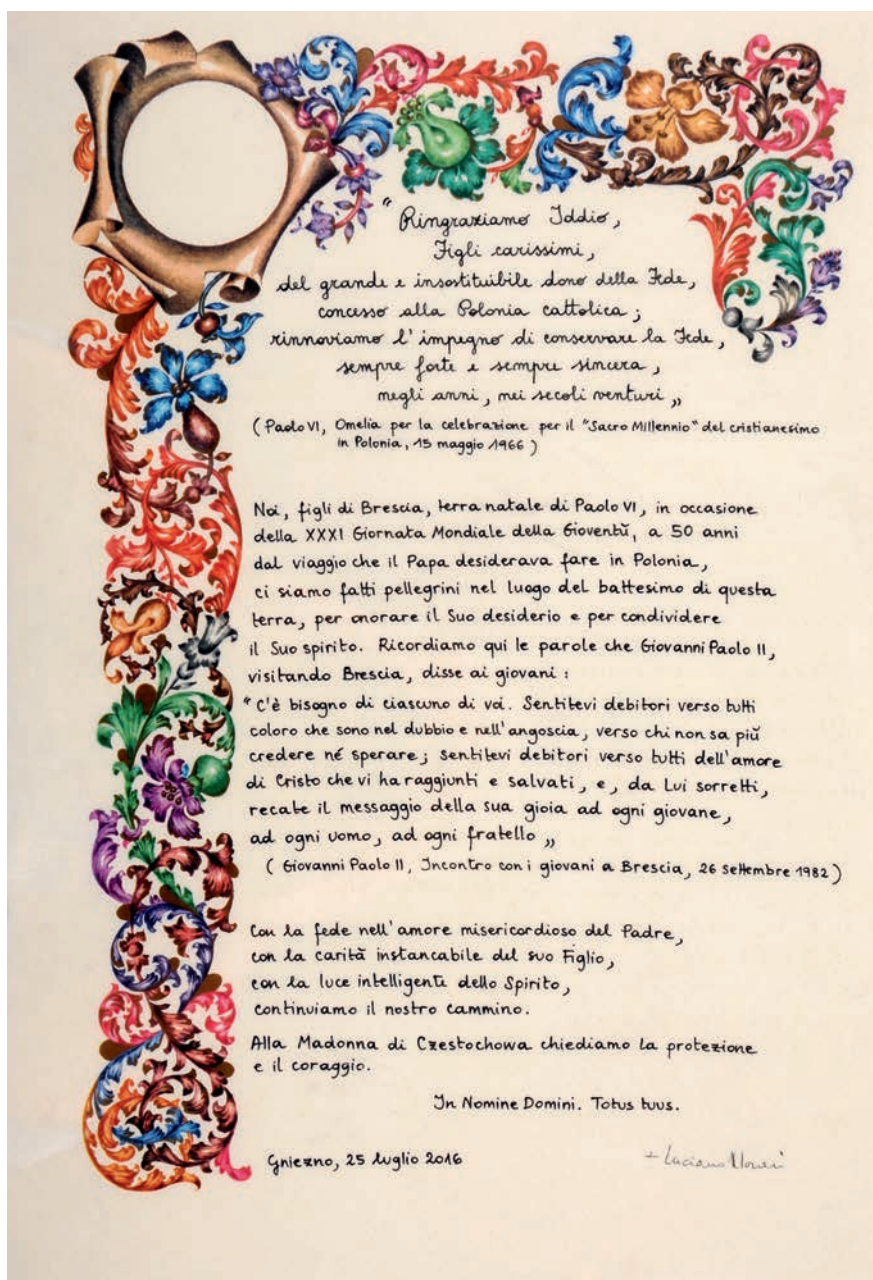 "Ringraziamo Iddio,
Figli carissimi,
del grande e insostituibile dono della Fede,
concesso alla Polonia cattolica;
rinnoviamo l'impegno di conservare la Fede,
sempre forte e sempre sincera,
negli anni, nei secoli venturi„
(Paolo VI, Omelia per la celebrazione per il "Sacro Millennio" del cristianesimo
in Polonia, 15 maggio 1966)
Noi, figli di Brescia, terra natale di Paolo VI, in occasione
della XXXI Giornata Mondiale della Gioventù, a 50 anni
dal viaggio che il Papa desiderava fare in Polonia,
ci siamo fatti pellegrini nel luogo del battesimo di questa
terra, per onorare il Suo desiderio e per condividere
il Suo spirito. Ricordiamo qui le parole che Giovanni Paolo II,
visitando Brescia, disse ai giovani:
"C'è bisogno di ciascuno di voi. Sentitevi debitori verso tutti
coloro che sono nel dubbio e nell'angoscia, verso chi non sa più
credere né sperare; sentitevi debitori verso tutti dell'amore
di Cristo che vi ha raggiunti e salvati, e, da Lui sorretti,
recate il messaggio della sua gioia ad ogni giovane,
ad ogni uomo, ad ogni fratello„
(Giovanni Paolo II, Incontro con i giovani a Brescia, 26 settembre 1982)
Con la fede nell'amore misericordioso del Padre,
con la carità instancabile del suo Figlio,
con la luce intelligente dello Spirito,
continuiamo il nostro cammino.
Alla Madonna di Czestochowa chiediamo la protezione
e il coraggio.
In Nomine Domini. Totus tuus.
Gniezno, 25 luglio 2016
+ Luciano